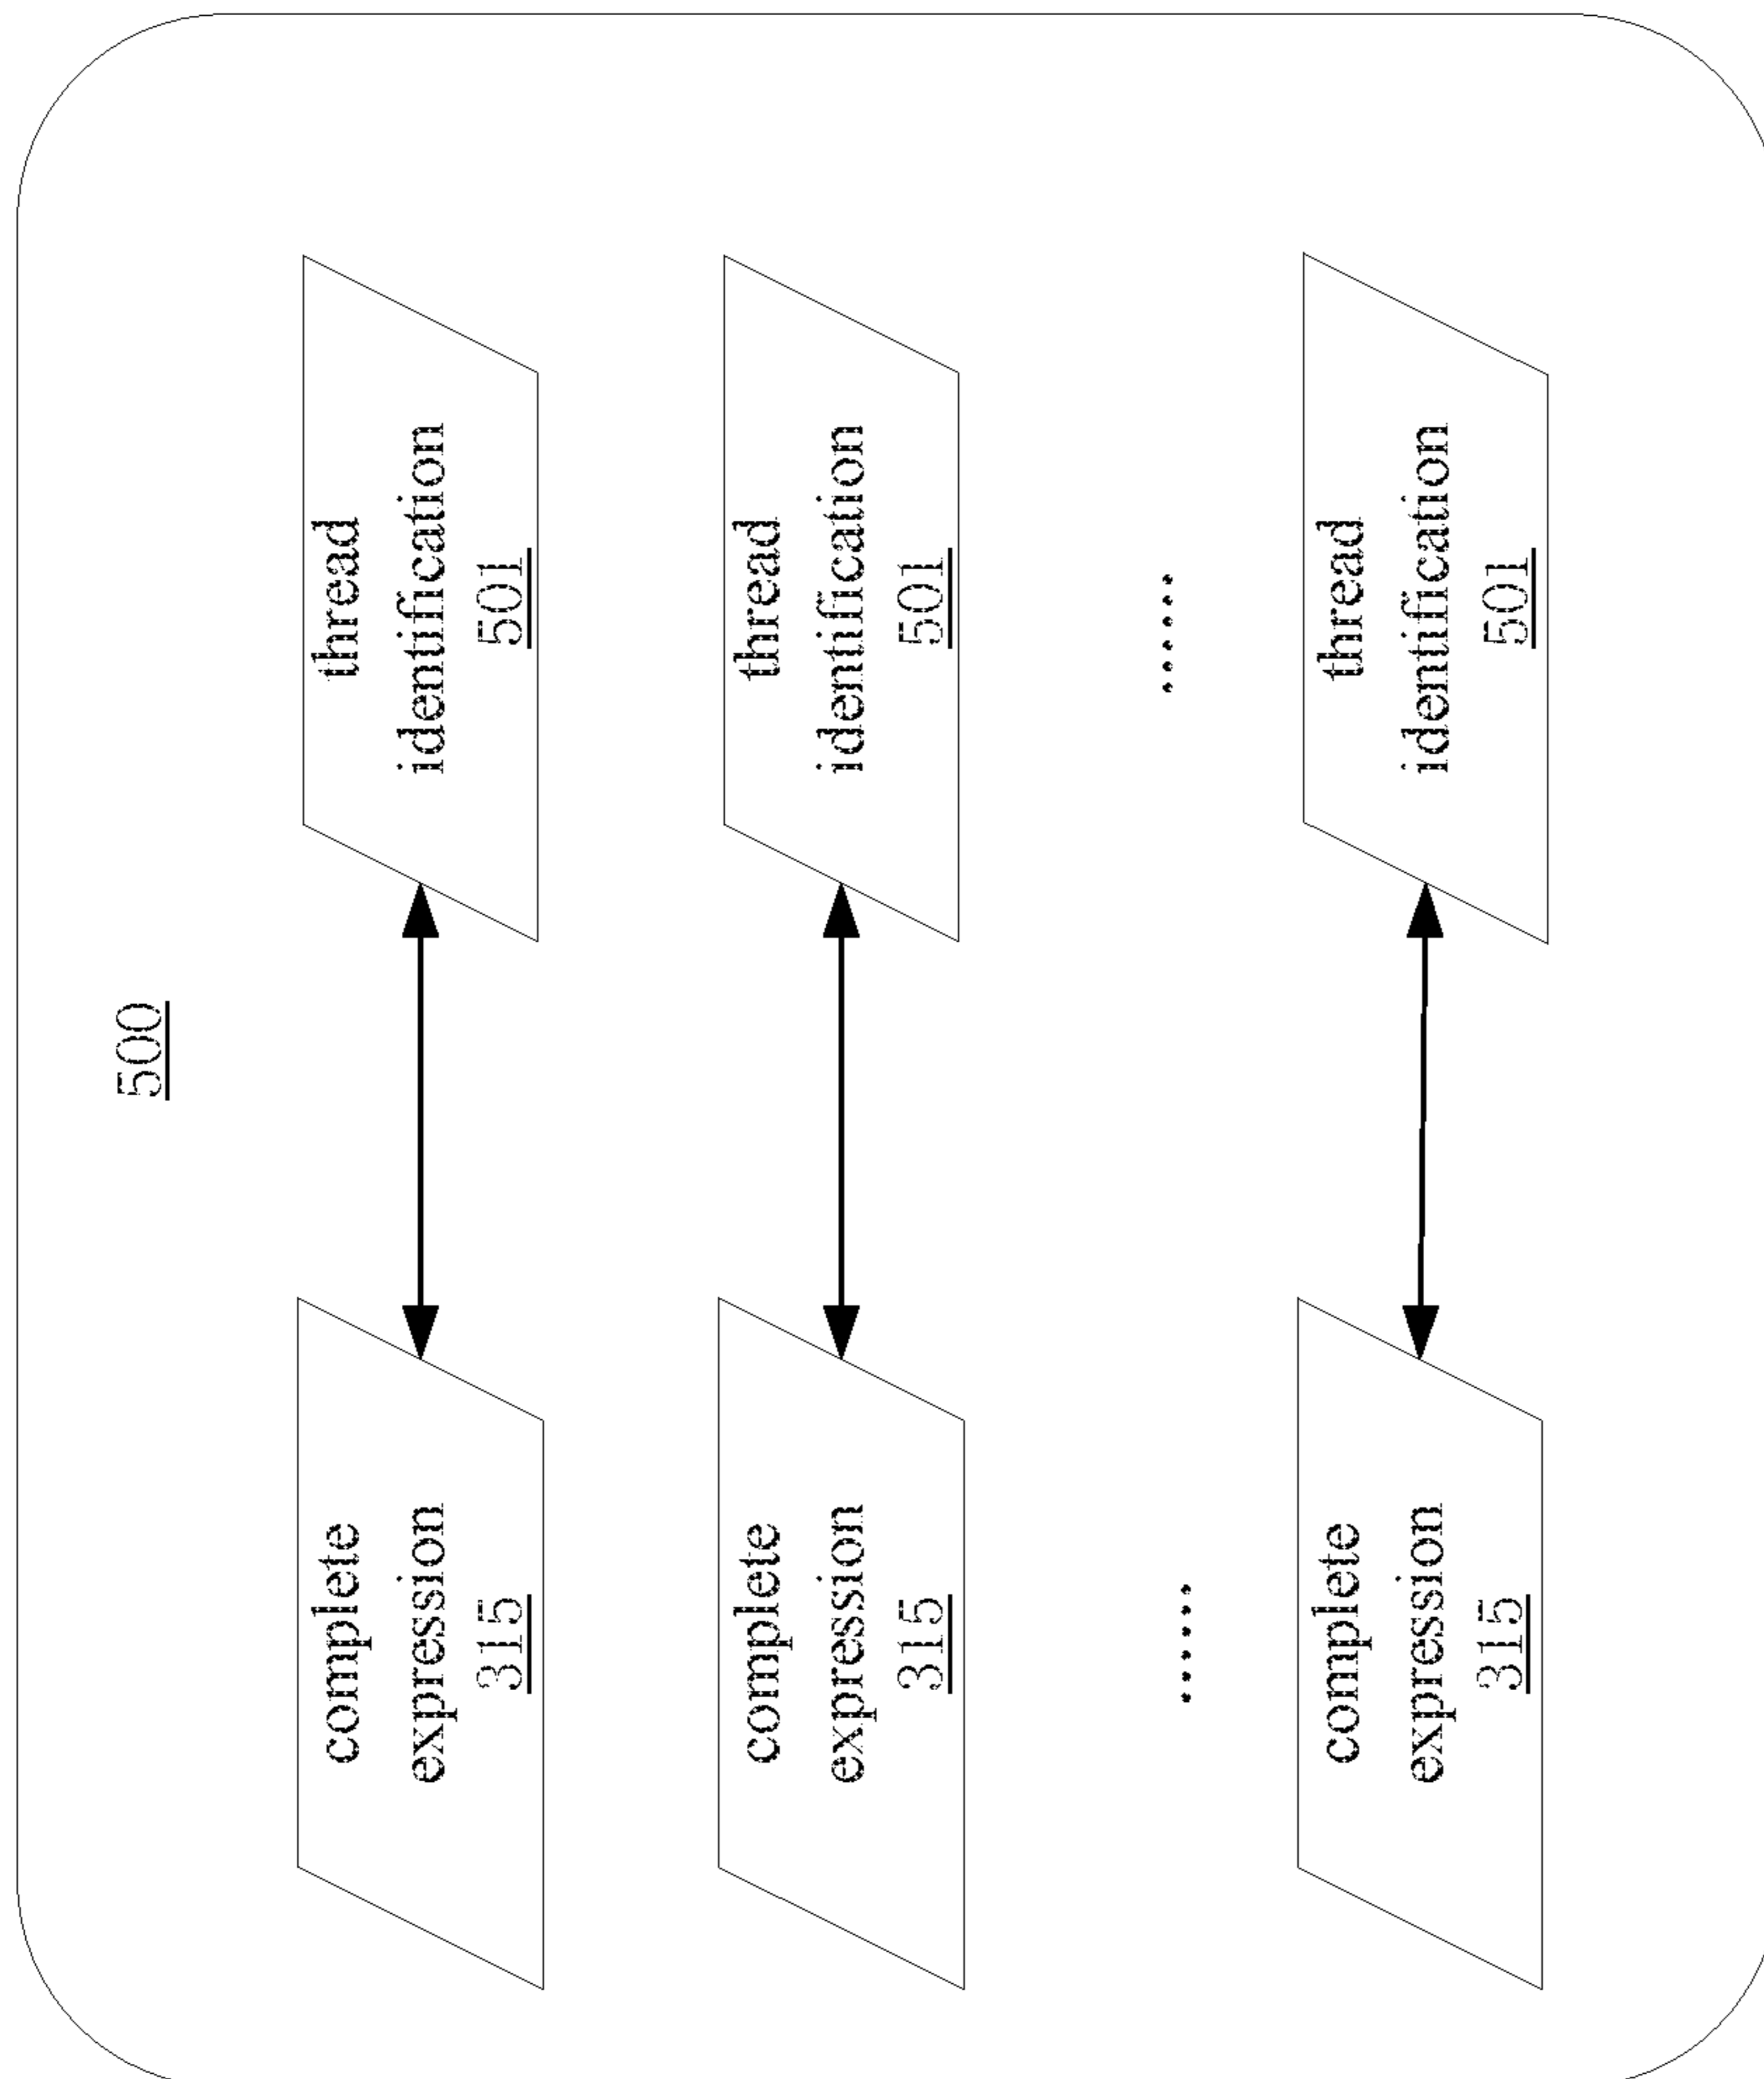 500
complete
expression
315
thread
identification
501
complete
expression
315
thread
identification
501
...... ......
complete
expression
315
thread
identification
501